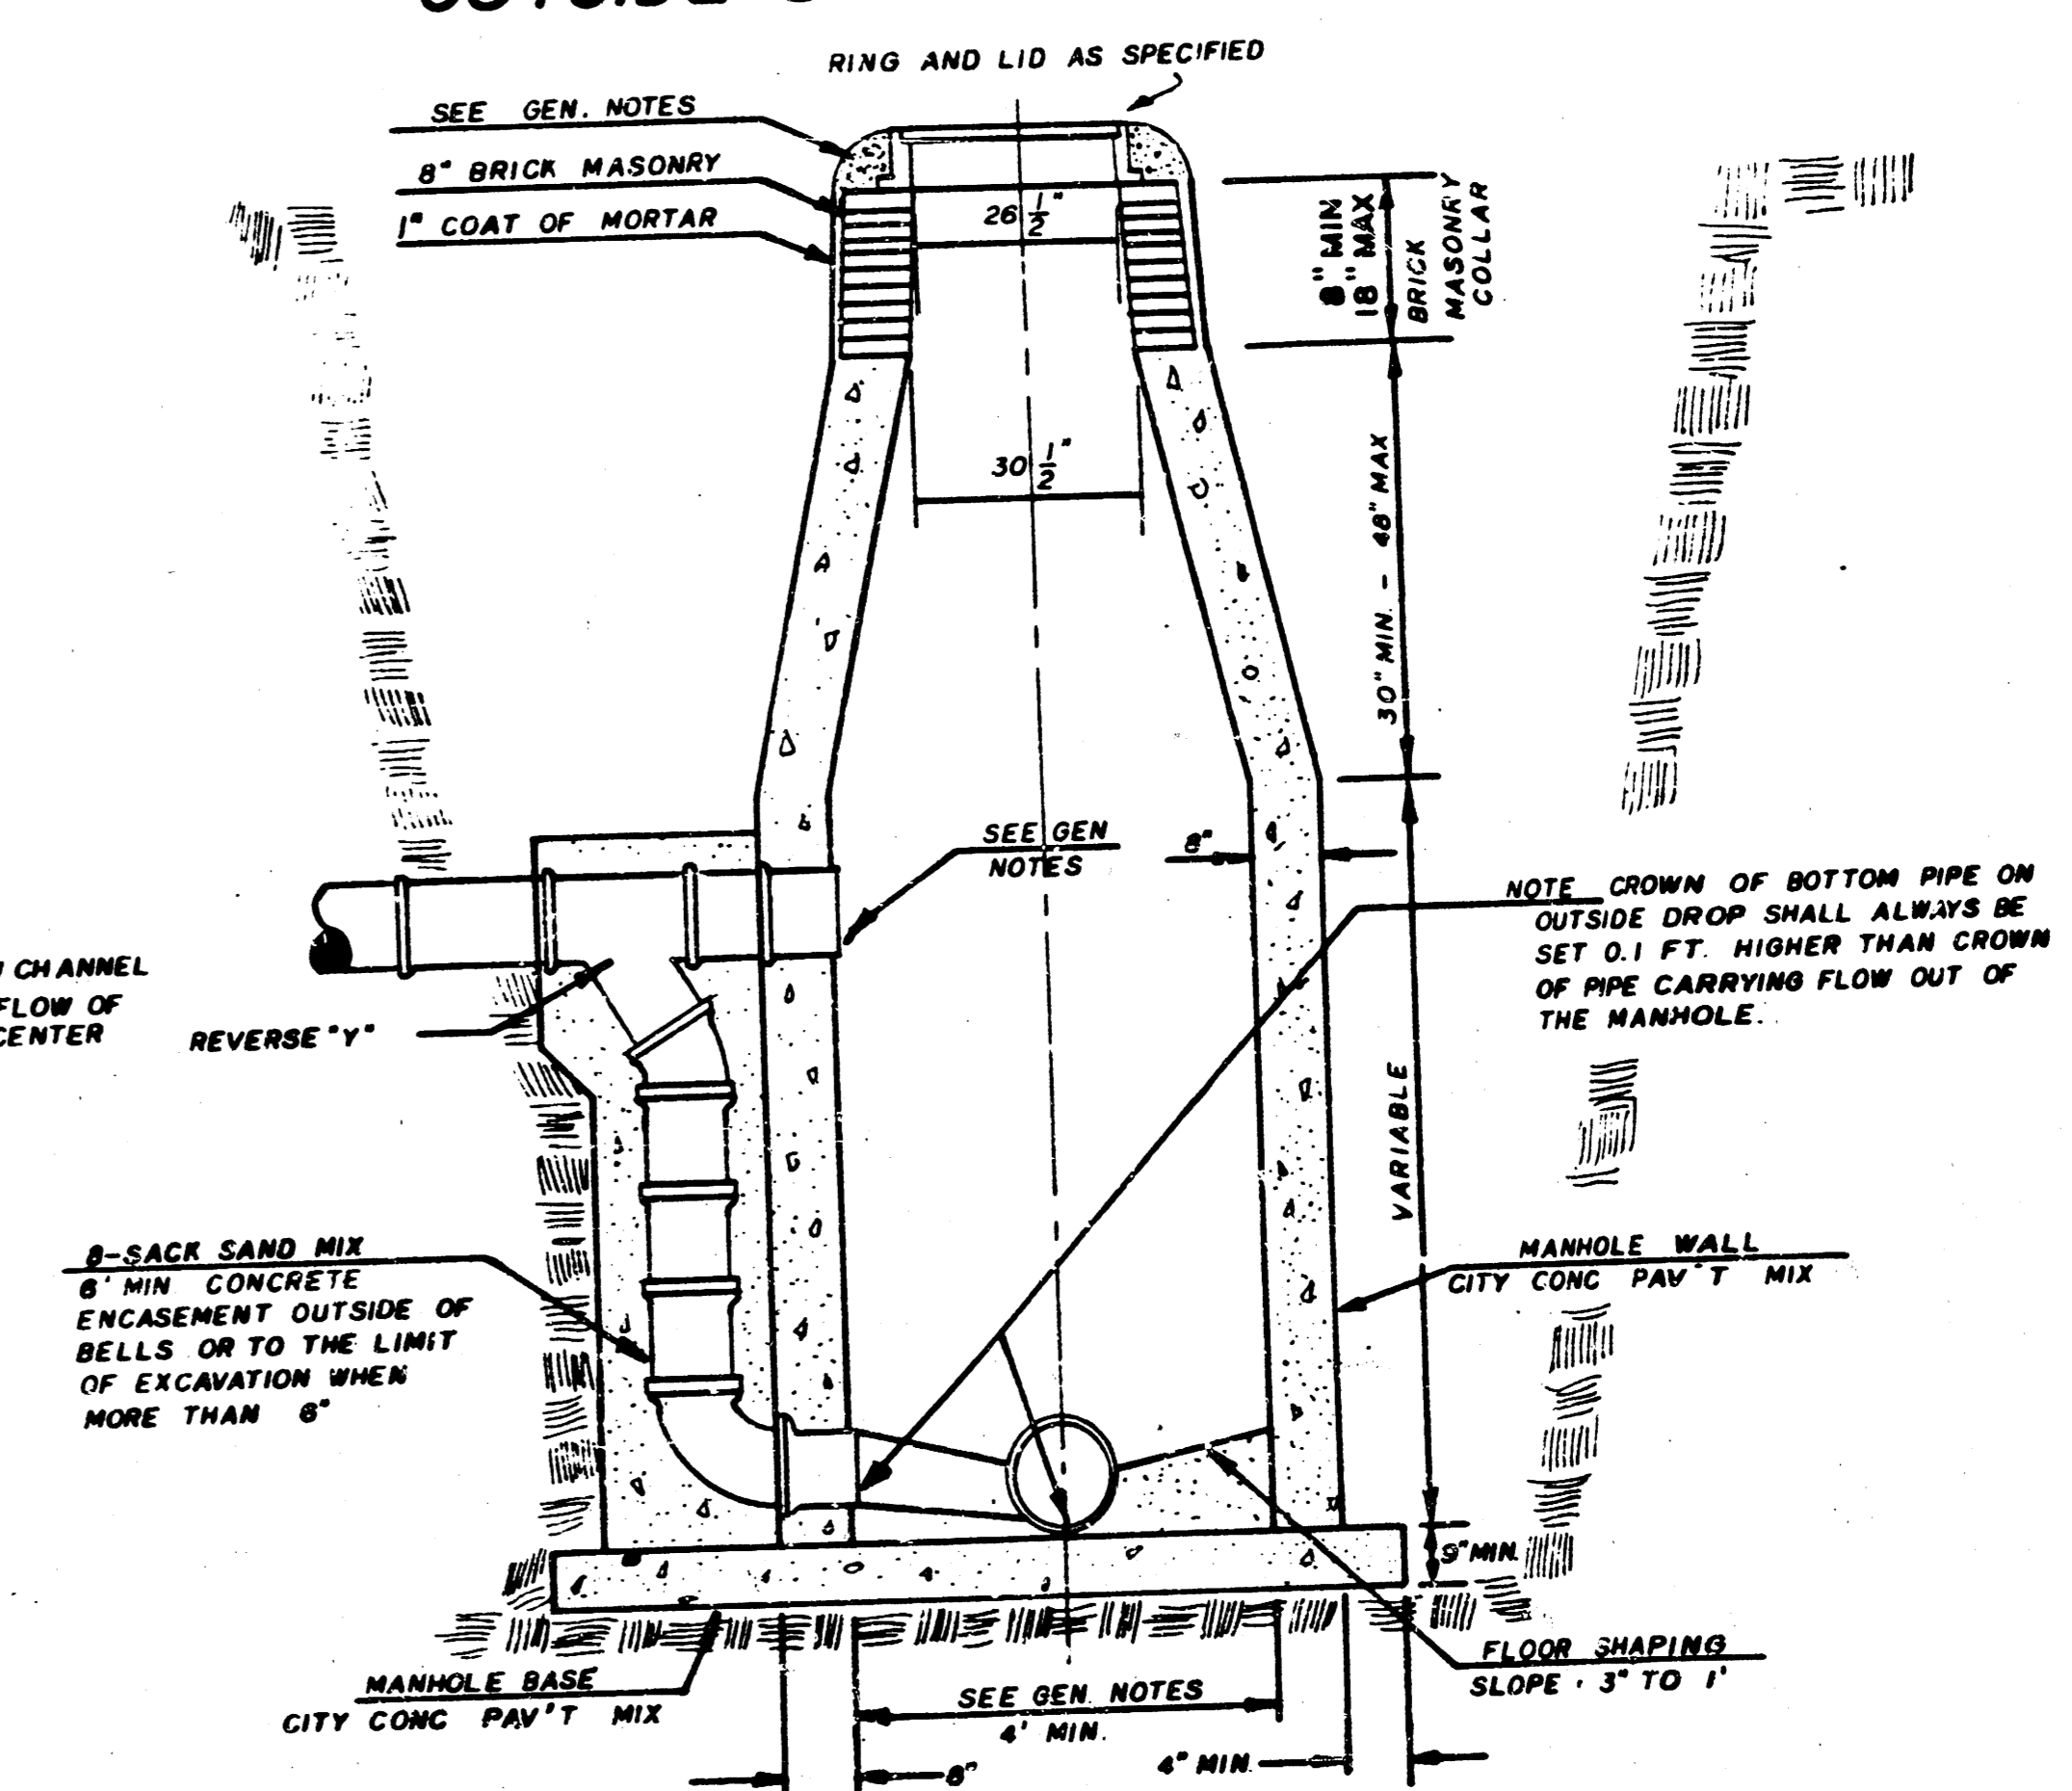 RING AND LID AS SPECIFIED
SEE GEN. NOTES
8" BRICK MASONRY
1" COAT OF MORTAR
26 1/2"
8" MIN
18" MAX
BRICK
MASONRY
COLLAR
30 1/2"
30" MIN. - 48" MAX
SEE GEN
NOTES
8"
NOTE CROWN OF BOTTOM PIPE ON
OUTSIDE DROP SHALL ALWAYS BE
SET 0.1 FT. HIGHER THAN CROWN
OF PIPE CARRYING FLOW OUT OF
THE MANHOLE.
CHANNEL
FLOW OF
CENTER
REVERSE "Y"
VARIABLE
8-SACK SAND MIX
6' MIN CONCRETE
ENCASEMENT OUTSIDE OF
BELLS OR TO THE LIMIT
OF EXCAVATION WHEN
MORE THAN 6"
MANHOLE WALL
CITY CONC PAV'T MIX
9" MIN.
MANHOLE BASE
CITY CONC PAV'T MIX
SEE GEN. NOTES
4' MIN.
FLOOR SHAPING
SLOPE · 3" TO 1'
8"
4" MIN.